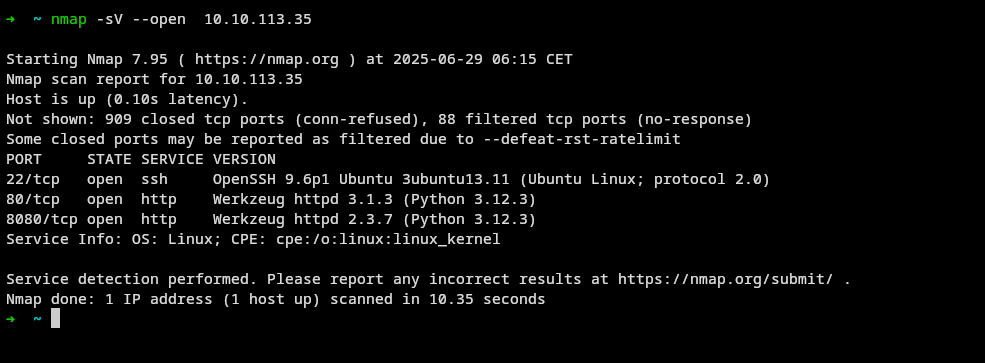 → ~ nmap -sV --open  10.10.113.35
Starting Nmap 7.95 ( https://nmap.org ) at 2025-06-29 06:15 CET
Nmap scan report for 10.10.113.35
Host is up (0.10s latency).
Not shown: 909 closed tcp ports (conn-refused), 88 filtered tcp ports (no-response)
Some closed ports may be reported as filtered due to --defeat-rst-ratelimit
PORT     STATE SERVICE VERSION
22/tcp   open  ssh     OpenSSH 9.6p1 Ubuntu 3ubuntu13.11 (Ubuntu Linux; protocol 2.0)
80/tcp   open  http    Werkzeug httpd 3.1.3 (Python 3.12.3)
8080/tcp open  http    Werkzeug httpd 2.3.7 (Python 3.12.3)
Service Info: OS: Linux; CPE: cpe:/o:linux:linux_kernel
Service detection performed. Please report any incorrect results at https://nmap.org/submit/ .
Nmap done: 1 IP address (1 host up) scanned in 10.35 seconds
→ ~